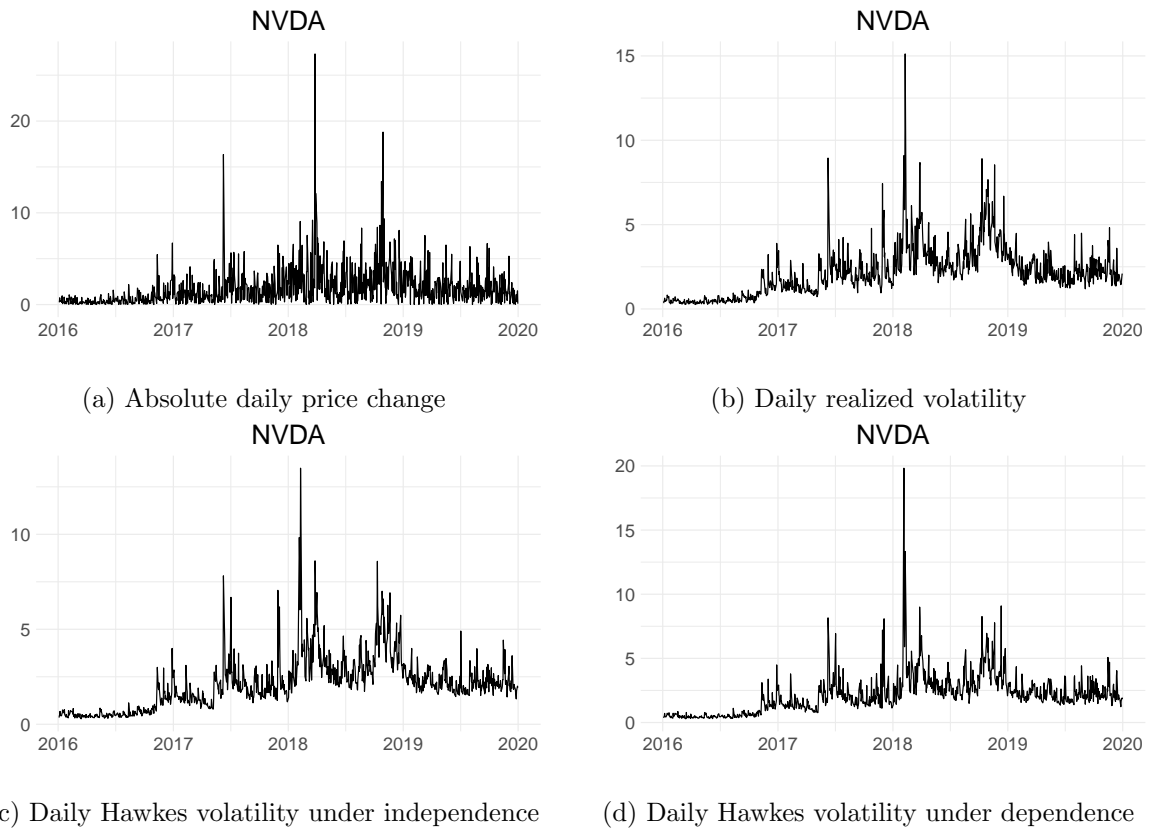 NVDA
20
10
0
2016 2017 2018 2019 2020
(a) Absolute daily price change
NVDA
15
10
5
0
2016 2017 2018 2019 2020
(b) Daily realized volatility
NVDA
10
5
0
2016 2017 2018 2019 2020
c) Daily Hawkes volatility under independence
NVDA
20
15
10
5
0
2016 2017 2018 2019 2020
(d) Daily Hawkes volatility under dependence